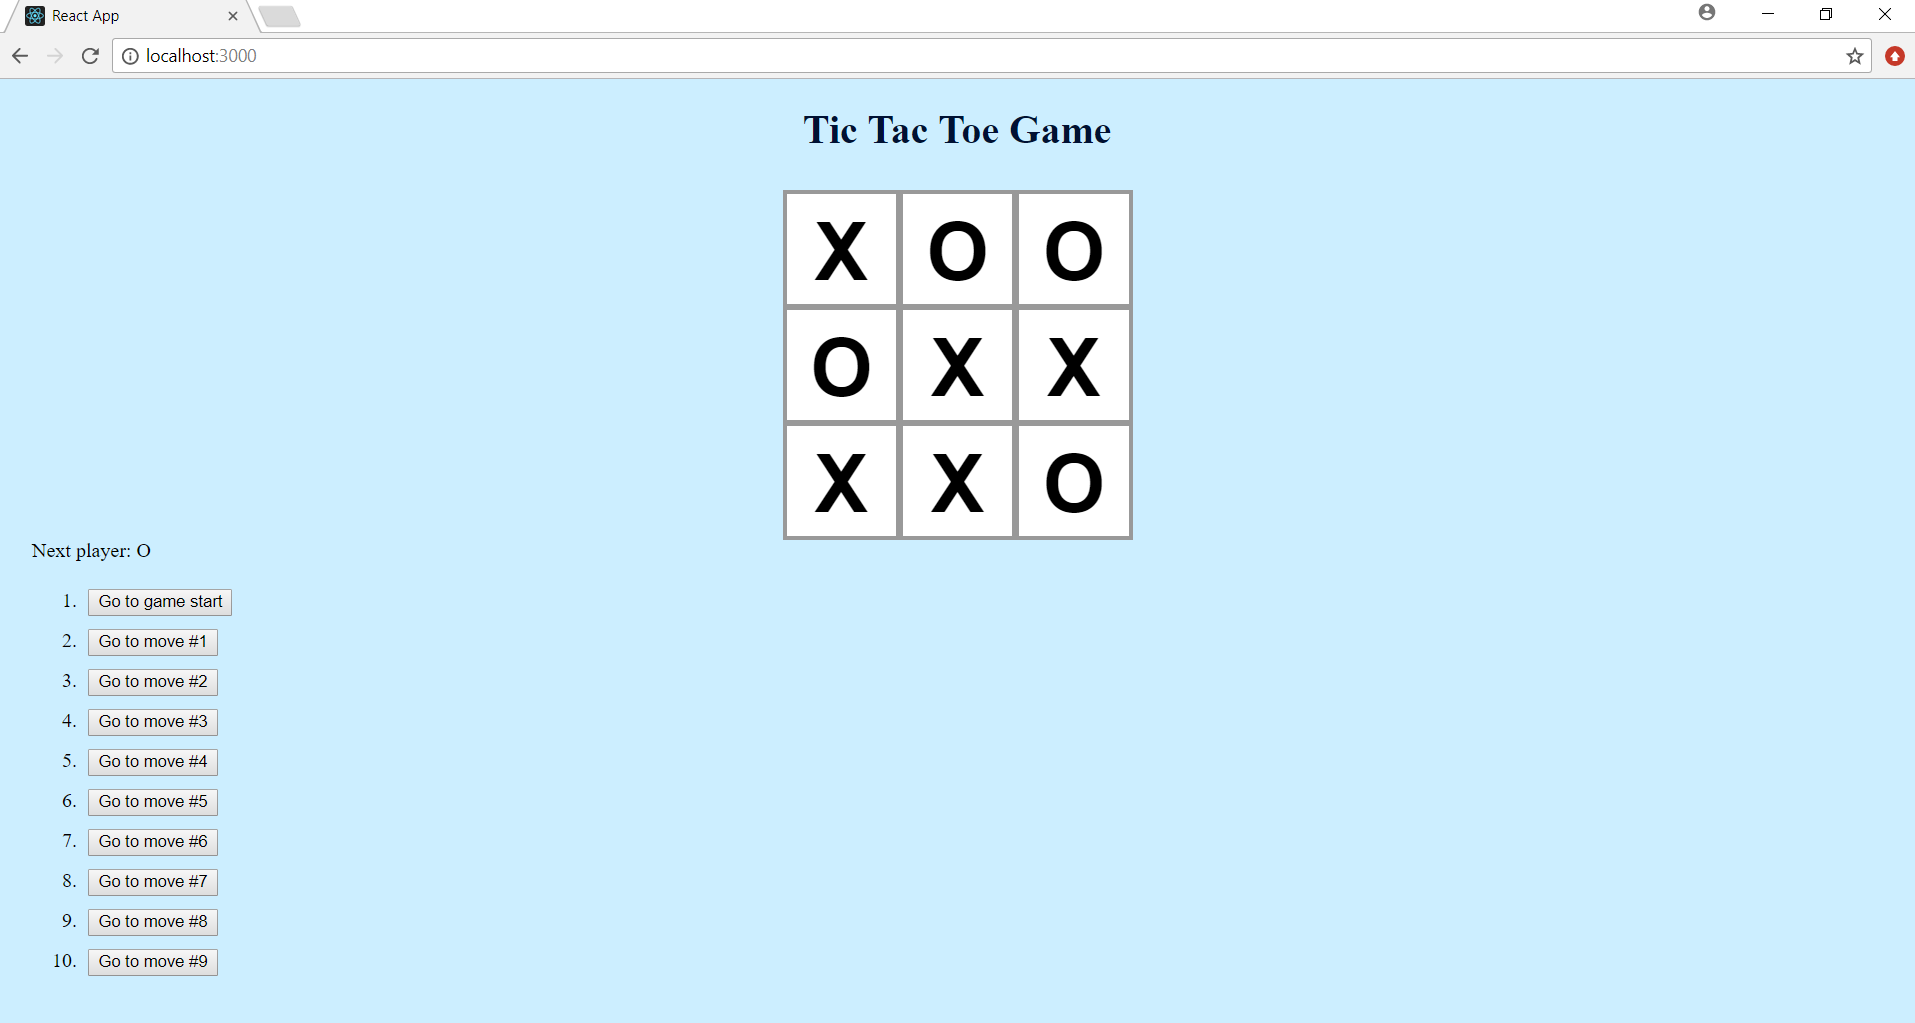 React App
localhost:3000
Tic Tac Toe Game
X O O
O X X
X X O
Next player: O
1. Go to game start
2. Go to move #1
3. Go to move #2
4. Go to move #3
5. Go to move #4
6. Go to move #5
7. Go to move #6
8. Go to move #7
9. Go to move #8
10. Go to move #9